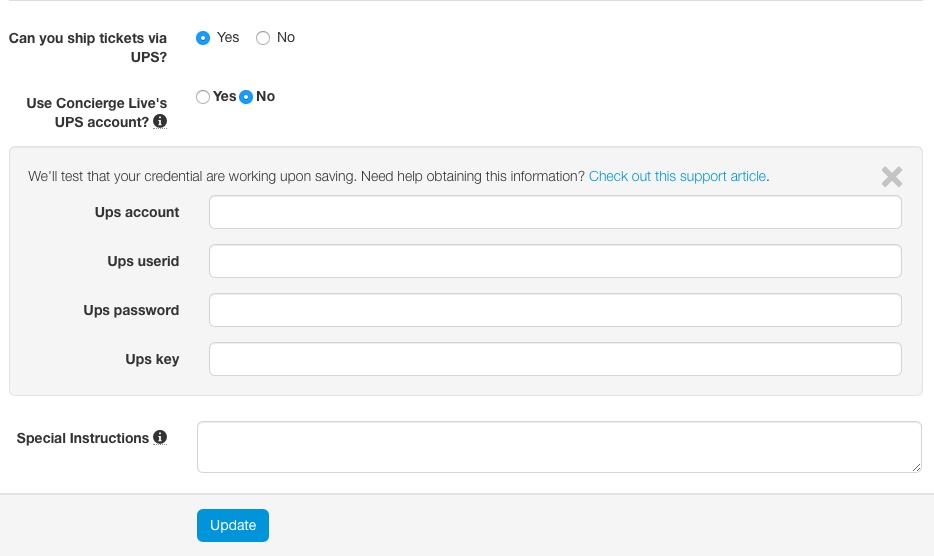 Can you ship tickets via
UPS?
Yes No
Use Concierge Live's
UPS account?
Yes No
We'll test that your credential are working upon saving. Need help obtaining this information? Check out this support article.
Ups account
Ups userid
Ups password
Ups key
Special Instructions
Update